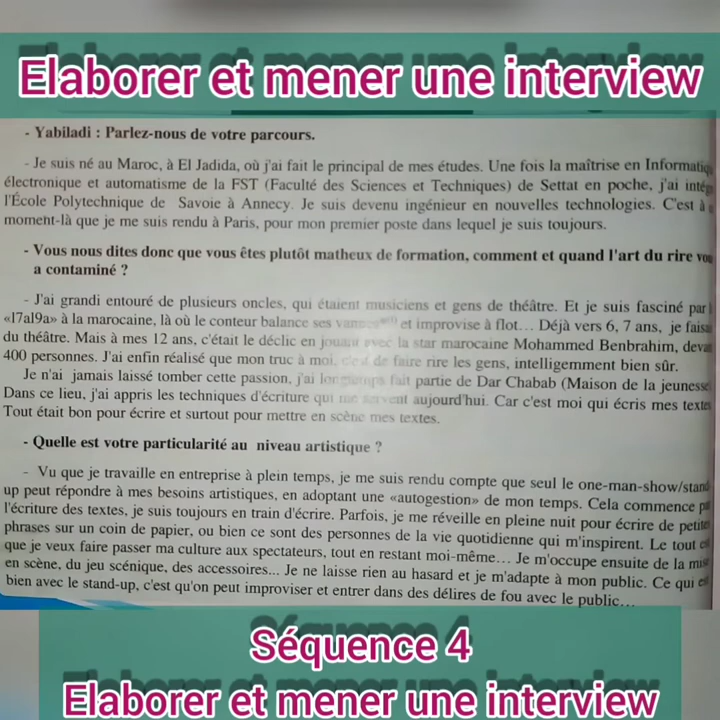 Elaborer et mener une interview
- Yabiladi : Parlez-nous de votre parcours.
- Je suis né au Maroc, à El Jadida, où j'ai fait le principal de mes études. Une fois la maîtrise en Informatiq
électronique et automatisme de la FST (Faculté des Sciences et Techniques) de Settat en poche, j'ai intég
l'École Polytechnique de Savoie à Annecy. Je suis devenu ingénieur en nouvelles technologies. C'est à
moment-là que je me suis rendu à Paris, pour mon premier poste dans lequel je suis toujours.
- Vous nous dites donc que vous êtes plutôt matheux de formation, comment et quand l'art du rire vou
a contaminé ?
- J'ai grandi entouré de plusieurs oncles, qui étaient musiciens et gens de théâtre. Et je suis fasciné par
«l7al9a» à la marocaine, là où le conteur balance ses et improvise à flot... Déjà vers 6, 7 ans, je faisa
du théâtre. Mais à mes 12 ans, c'était le déclic en jouant avec la star marocaine Mohammed Benbrahim, devan
400 personnes. J'ai enfin réalisé que mon truc à moi, c'est de faire rire les gens, intelligemment bien sûr.
Je n'ai jamais laissé tomber cette passion, j'ai longtemps fait partie de Dar Chabab (Maison de la jeunesse
Dans ce lieu, j'ai appris les techniques d'écriture qui me servent aujourd'hui. Car c'est moi qui écris mes textes
Tout était bon pour écrire et surtout pour mettre en scène mes textes.
- Quelle est votre particularité au niveau artistique ?
- Vu que je travaille en entreprise à plein temps, je me suis rendu compte que seul le one-man-show/stand
up peut répondre à mes besoins artistiques, en adoptant une «autogestion» de mon temps. Cela commence pa
l'écriture des textes, je suis toujours en train d'écrire. Parfois, je me réveille en pleine nuit pour écrire de petites
phrases sur un coin de papier, ou bien ce sont des personnes de la vie quotidienne qui m'inspirent. Le tout
que je veux faire passer ma culture aux spectateurs, tout en restant moi-même... Je m'occupe ensuite de la mise
en scène, du jeu scénique, des accessoires... Je ne laisse rien au hasard et je m'adapte à mon public. Ce qui
bien avec le stand-up, c'est qu'on peut improviser et entrer dans des délires de fou avec le public...
Séquence 4
Elaborer et mener une interview